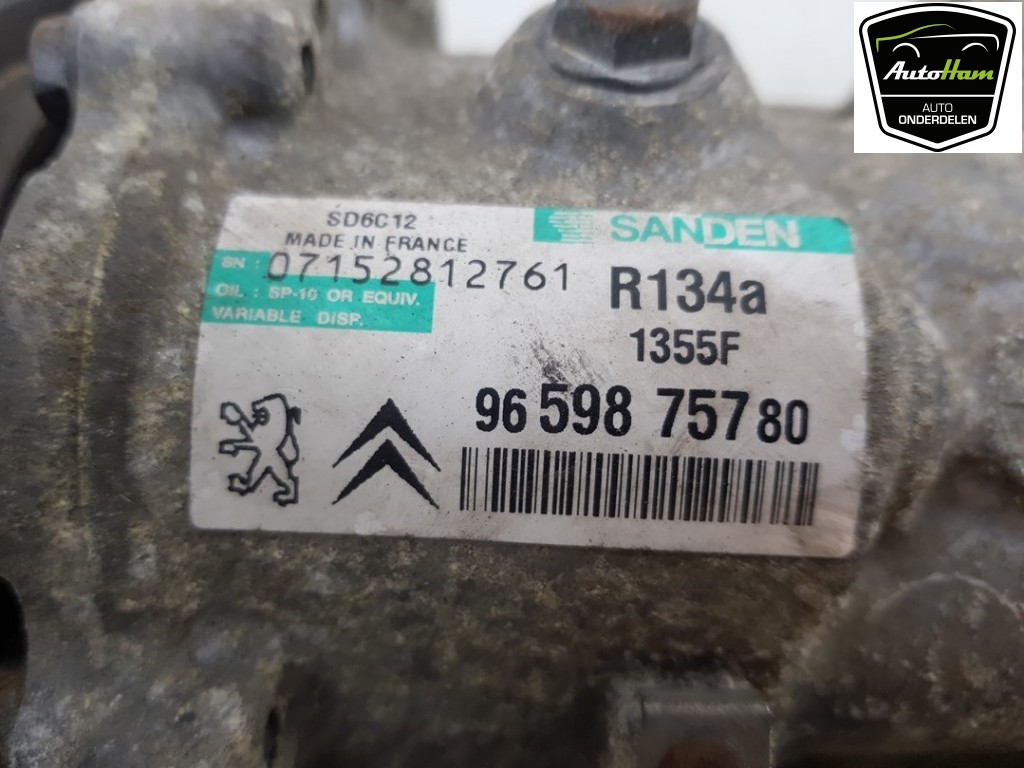 AutoHam
AUTO
ONDERDELEN
SD6C12
MADE IN FRANCE
SANDEN
SN : 07152812761
R134a
OIL : SP-10 OR EQUIV.
VARIABLE DISP.
1355F
96 598 757 80